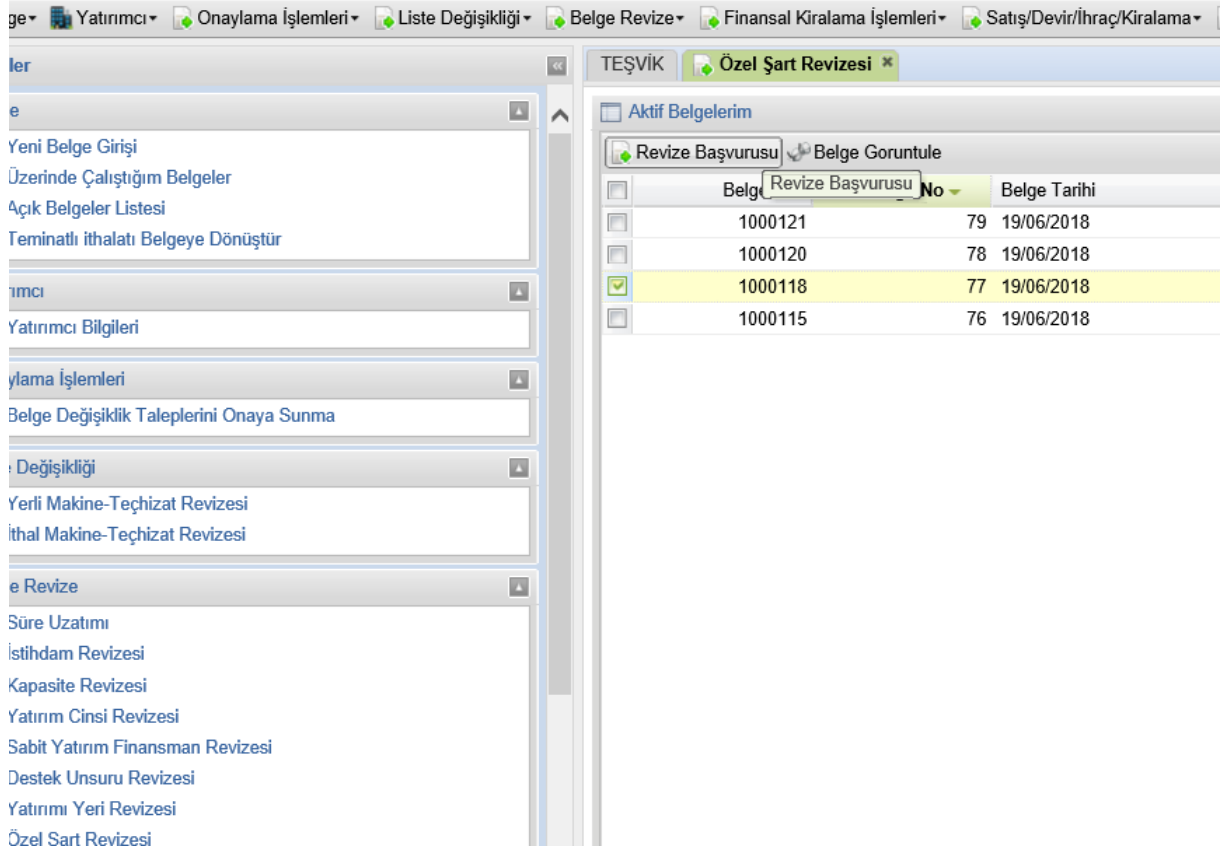 ge Yatırımcı Onaylama İşlemleri Liste Değişikliği Belge Revize Finansal Kiralama İşlemleri Satış/Devir/İhraç/Kiralama
ler
TEŞVİK Özel Şart Revizesi
e
Yeni Belge Girişi
Üzerinde Çalıştığım Belgeler
Açık Belgeler Listesi
Teminatlı ithalatı Belgeye Dönüştür
ımcı
Yatırımcı Bilgileri
ylama İşlemleri
Belge Değişiklik Taleplerini Onaya Sunma
Değişikliği
Yerli Makine-Teçhizat Revizesi
İthal Makine-Teçhizat Revizesi
e Revize
Süre Uzatımı
İstihdam Revizesi
Kapasite Revizesi
Yatırım Cinsi Revizesi
Sabit Yatırım Finansman Revizesi
Destek Unsuru Revizesi
Yatırımı Yeri Revizesi
Özel Şart Revizesi
Aktif Belgelerim
Revize Başvurusu Belge Goruntule
Belge No Belge Tarihi
Revize Başvurusu
1000121 79 19/06/2018
1000120 78 19/06/2018
1000118 77 19/06/2018
1000115 76 19/06/2018